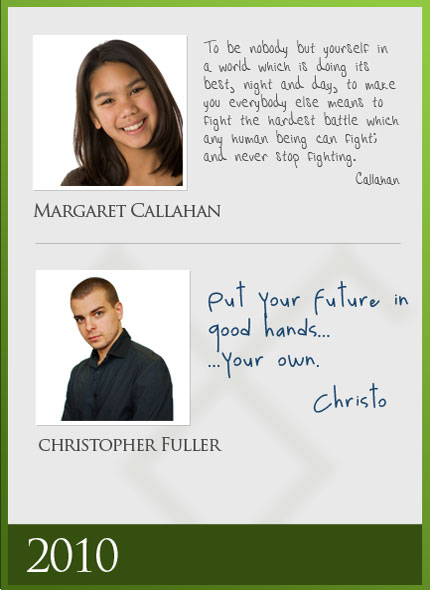 To be nobody but yourself in
a world which is doing its
best, night and day, to make
you everybody else means to
fight the hardest battle which
any human being can fight;
and never stop fighting.
Callahan
MARGARET CALLAHAN
Put your future in
good hands...
...your own.
Christo
CHRISTOPHER FULLER
2010